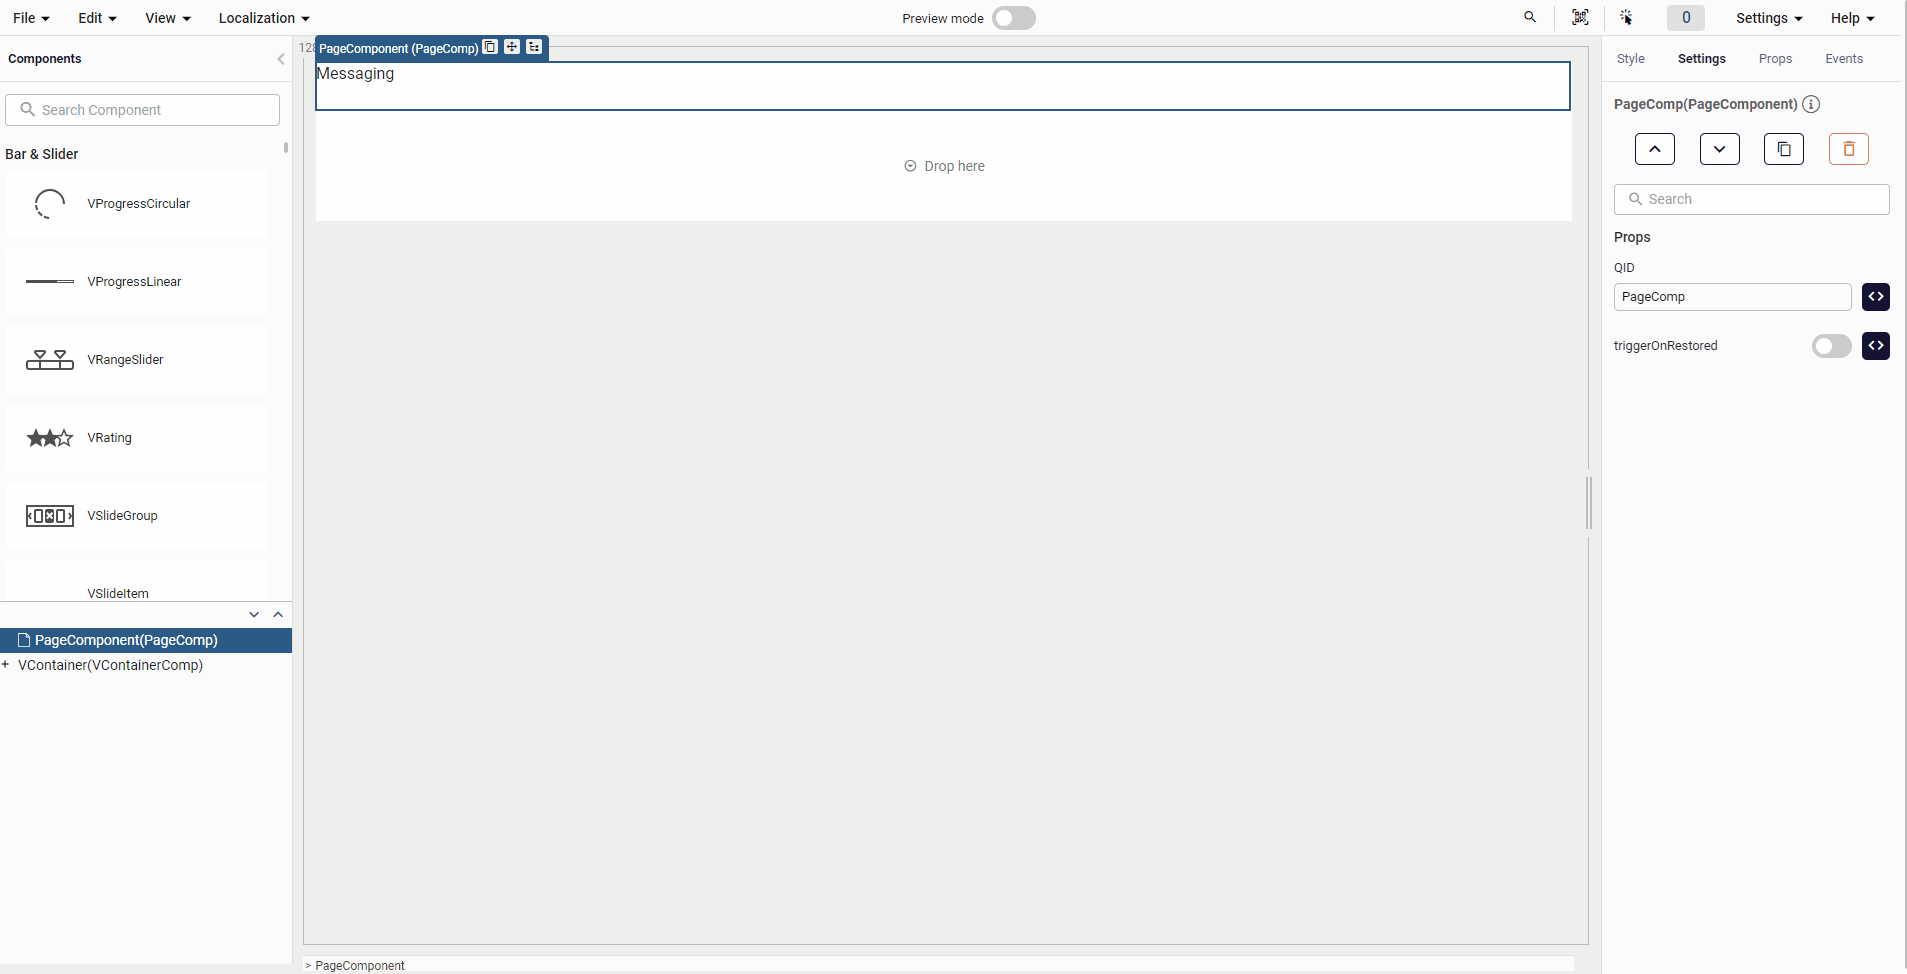 File Edit View Localization Preview mode 0 Settings Help
Components
Search Component
Bar & Slider
VProgressCircular
VProgressLinear
VRangeSlider
VRating
VSlideGroup
VSlideItem
PageComponent(PageComp)
VContainer(VContainerComp)
PageComponent (PageComp)
Messaging
Drop here
> PageComponent
Style Settings Props Events
PageComp(PageComponent)
Search
Props
QID
PageComp
triggerOnRestored